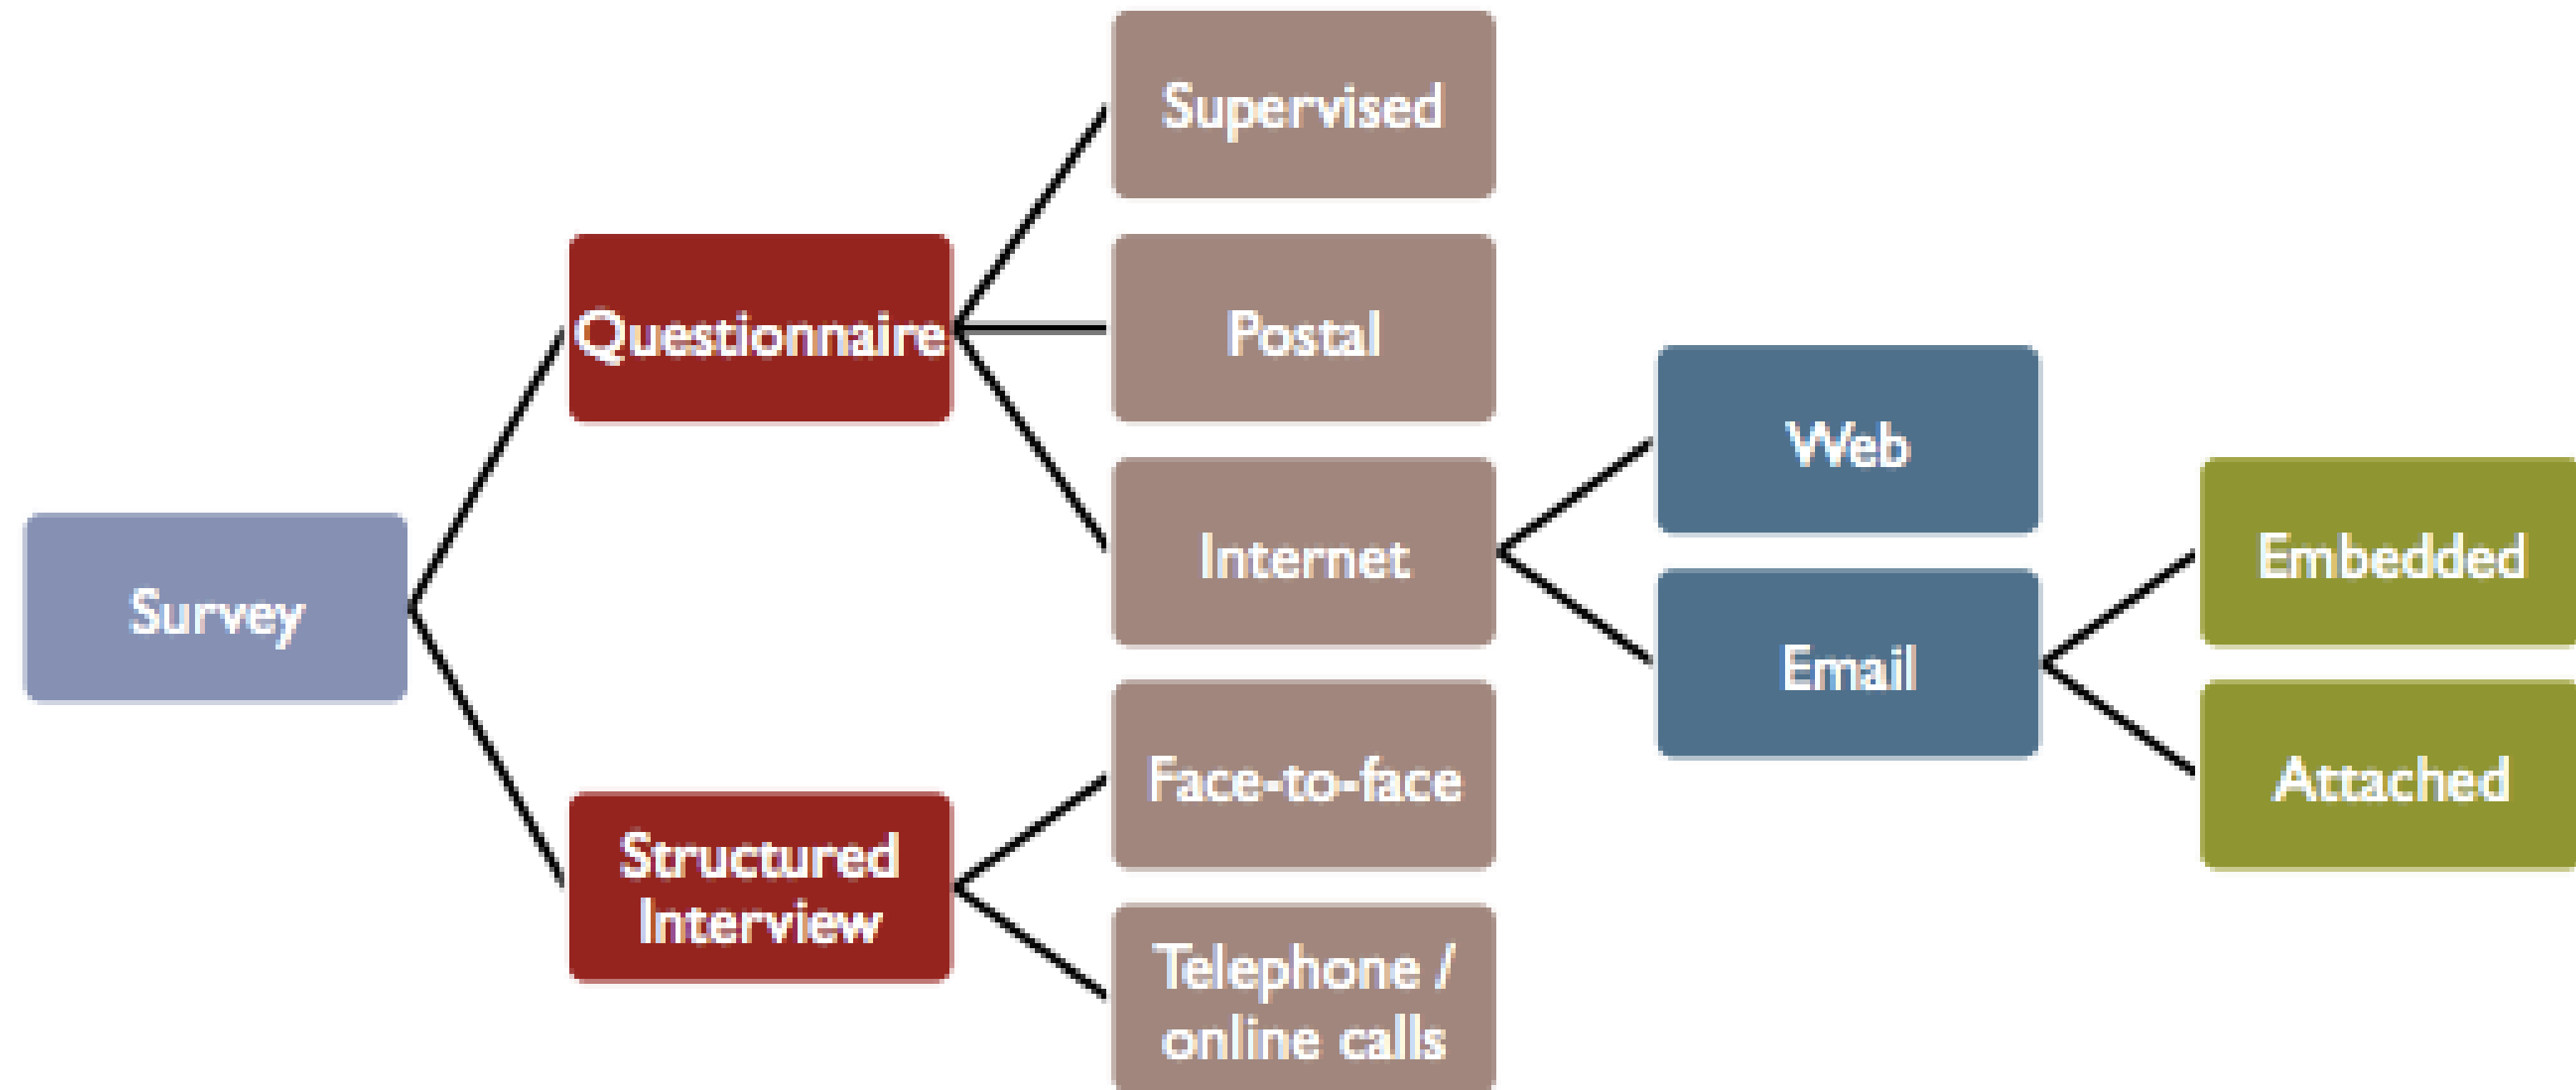 Supervised
Questionnaire
Postal
Web
Survey
Internet
Embedded
Email
Structured
Interview
Face-to-face
Attached
Telephone /
online calls